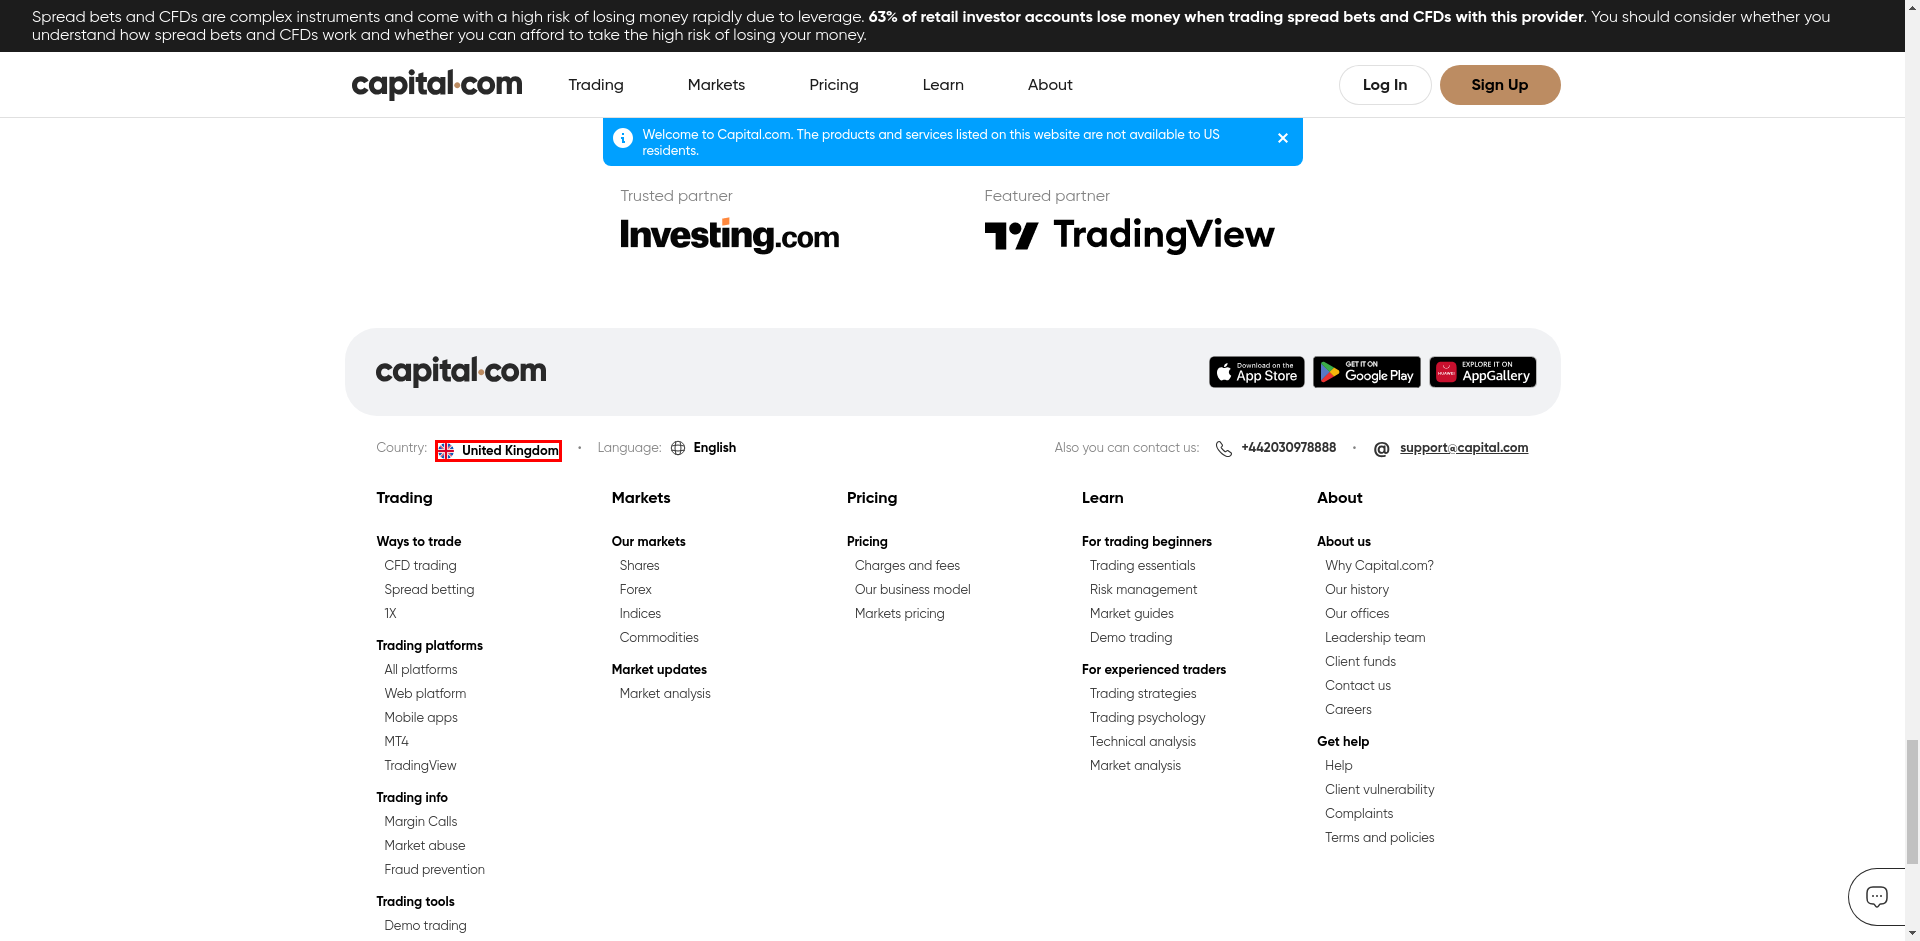 Spread bets and CFDs are complex instruments and come with a high risk of losing money rapidly due to leverage. 63% of retail investor accounts lose money when trading spread bets and CFDs with this provider. You should consider whether you
understand how spread bets and CFDs work and whether you can afford to take the high risk of losing your money.
capital.com Trading Markets Pricing Learn About Log In Sign Up
Welcome to Capital.com. The products and services listed on this website are not available to US
residents.
Trusted partner Featured partner
Investing.com TradingView
capital.com Download on the App Store GET IT ON Google Play HUAWEI EXPLORE IT ON AppGallery
Country: United Kingdom • Language: English Also you can contact us: +442030978888 • @ support@capital.com
Trading
Ways to trade
CFD trading
Spread betting
1X
Trading platforms
All platforms
Web platform
Mobile apps
MT4
TradingView
Trading info
Margin Calls
Market abuse
Fraud prevention
Trading tools
Demo trading
Markets
Our markets
Shares
Forex
Indices
Commodities
Market updates
Market analysis
Pricing
Pricing
Charges and fees
Our business model
Markets pricing
Learn
For trading beginners
Trading essentials
Risk management
Market guides
Demo trading
For experienced traders
Trading strategies
Trading psychology
Technical analysis
Market analysis
About
About us
Why Capital.com?
Our history
Our offices
Leadership team
Client funds
Contact us
Careers
Get help
Help
Client vulnerability
Complaints
Terms and policies